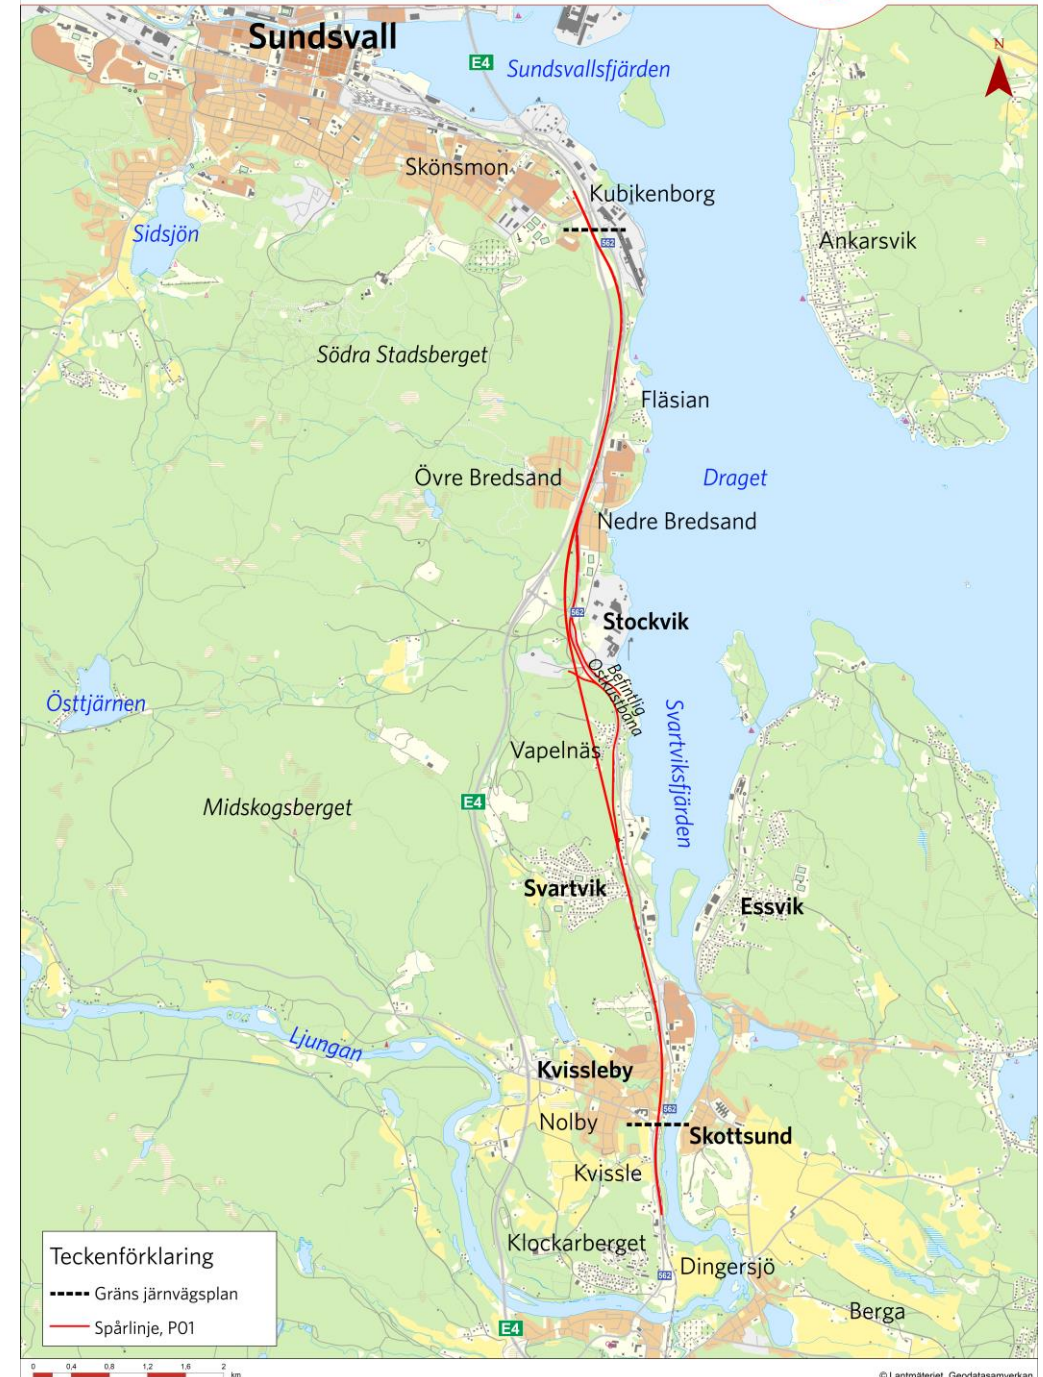 Sundsvall
E4
Sundsvallsfjärden
N
Skönsmon
Kubikenborg
Sidsjön
562
Ankarsvik
Södra Stadsberget
Fläsian
Övre Bredsand
Draget
Nedre Bredsand
562
Stockvik
Befintlig
Ostkustbana
Östtjärnen
Svartviksfjärden
Vapelnäs
E4
Midskogsberget
Svartvik
Essvik
Ljungan
Kvissleby
562
Nolby
Skottsund
Kvissle
Klockarberget
562
Dingersjö
Berga
E4
Teckenförklaring
Gräns järnvägsplan
Spårlinje, P01
0 0,4 0,8 1,2 1,6 2
km
© Lantmäteriet, Geodatasamverkan